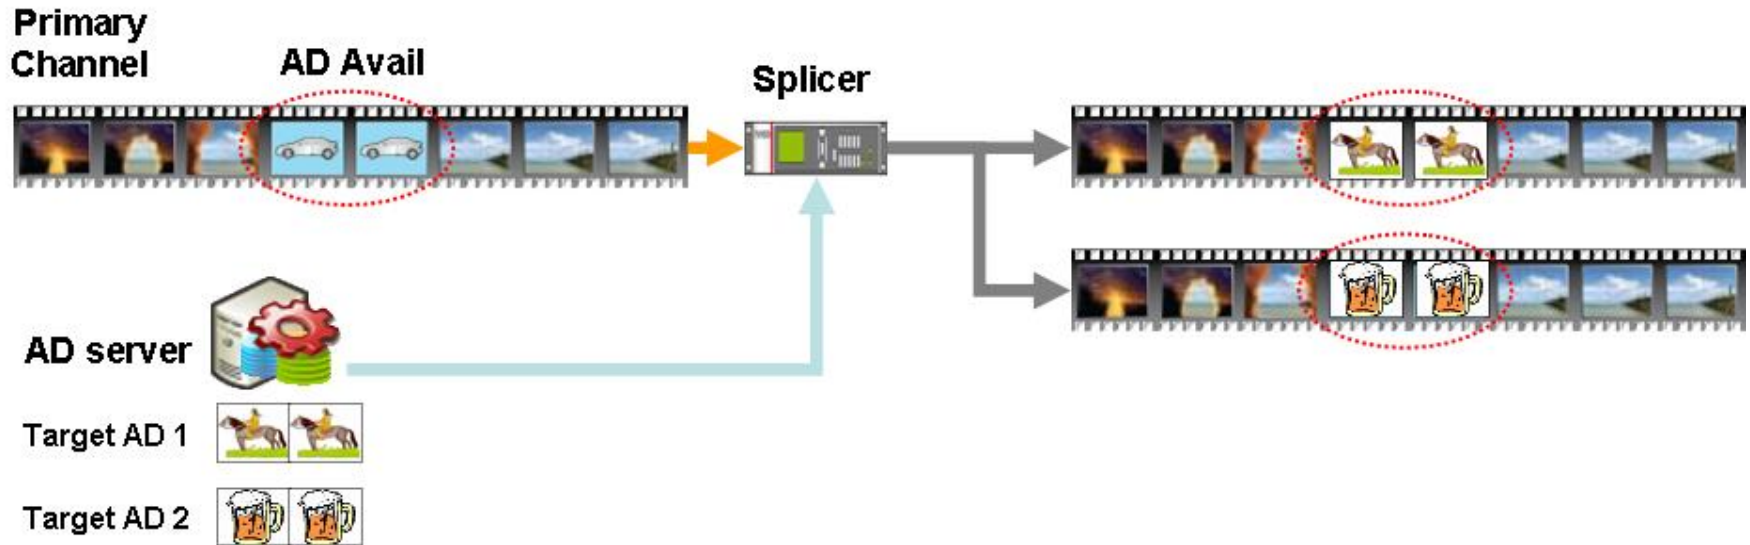 Primary
Channel
AD Avail
Splicer
AD server
Target AD 1
Target AD 2